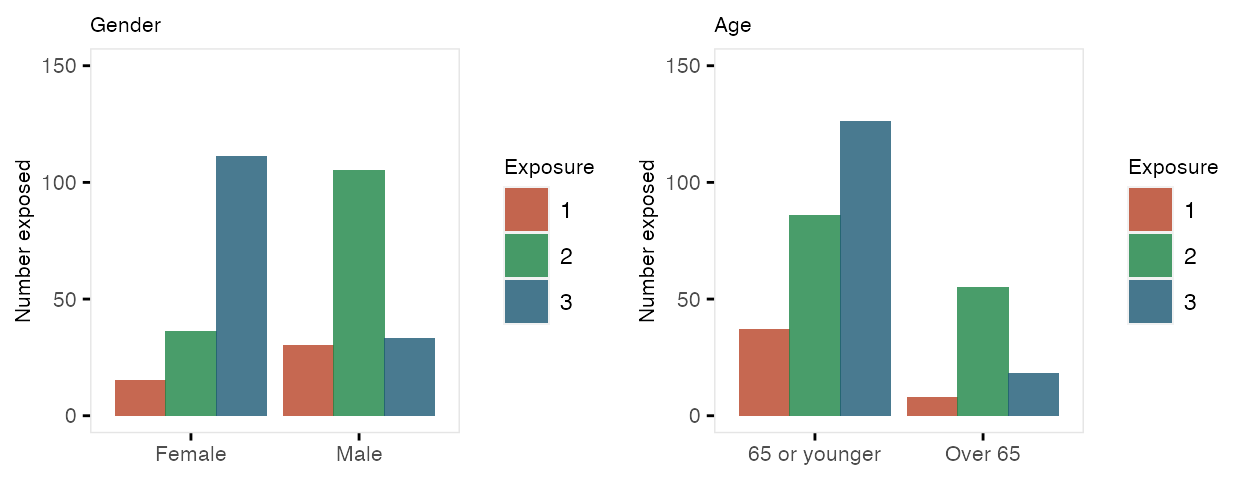 Gender
150
100
50
0
Number exposed
Female
Male
Exposure
1
2
3
Age
150
100
50
0
Number exposed
65 or younger
Over 65
Exposure
1
2
3